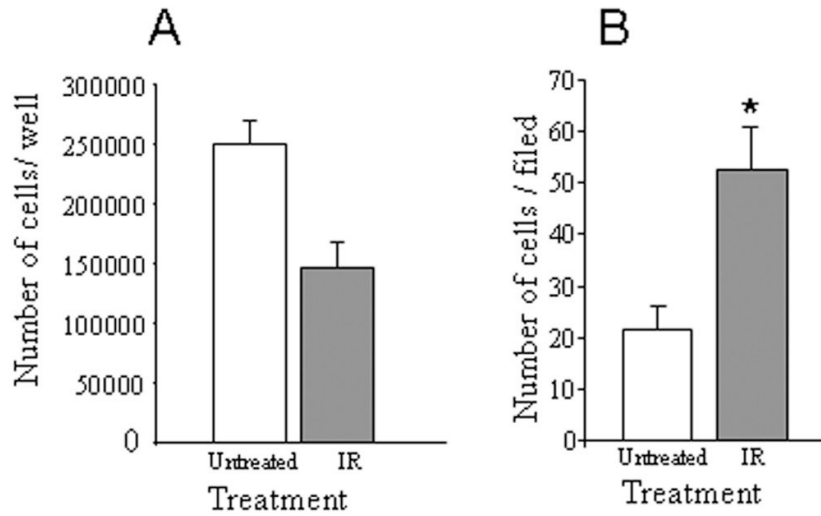 A
Number of cells/ well
300000
250000
200000
150000
100000
50000
0
Untreated IR
Treatment
B
Number of cells / filed
70
60
50
40
30
20
10
0
*
Untreated IR
Treatment